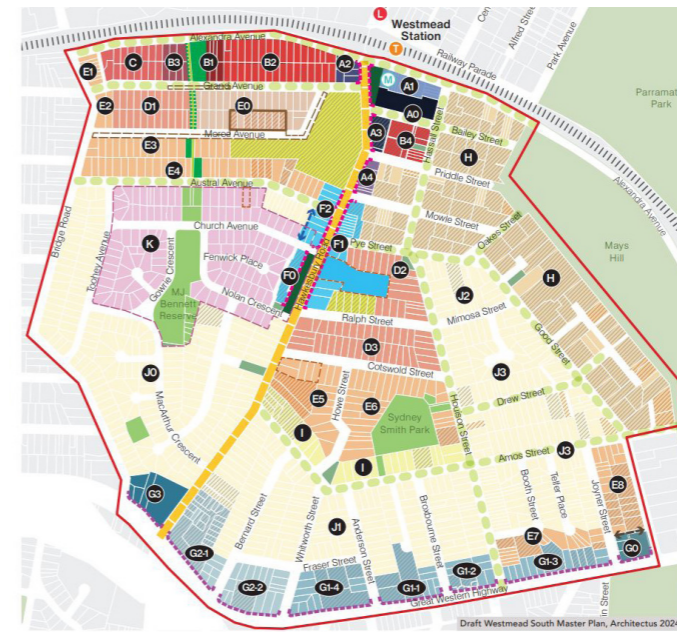 L
Westmead
Station
T
Alfred Street
Park Avenue
Railway Parade
Parramatta
Park
Alexandra Avenue
E1
C
B3
B1
B2
A2
M
A1
Grand Avenue
A0
E2
D1
E0
A3
B4
Hassall Street
Bailey Street
Moree Avenue
E3
H
Alexandra Avenue
E4
A4
Priddle Street
Austral Avenue
F2
Mowle Street
Oakes Street
Mays
Hill
Bridge Road
Church Avenue
K
Toohey Avenue
Fenwick Place
F1
Pye Street
Gowrie Crescent
F0
Hawkesbury Road
D2
H
MJ
Bennett
Reserve
Nolan Crescent
J2
Mimosa Street
Good Street
Ralph Street
D3
J0
Cotswold Street
J3
MacArthur Crescent
E5
Howe Street
E6
Sydney
Smith Park
Houison Street
Drew Street
I
I
Amos Street
J3
G3
E8
Booth Street
Telfer Place
Joyner Street
Bernard Street
Whitworth Street
J1
Anderson Street
Broxbourne Street
G2-1
E7
G0
Fraser Street
G2-2
G1-4
G1-1
G1-2
G1-3
Great Western Highway
Draft Westmead South Master Plan, Architectus 2024